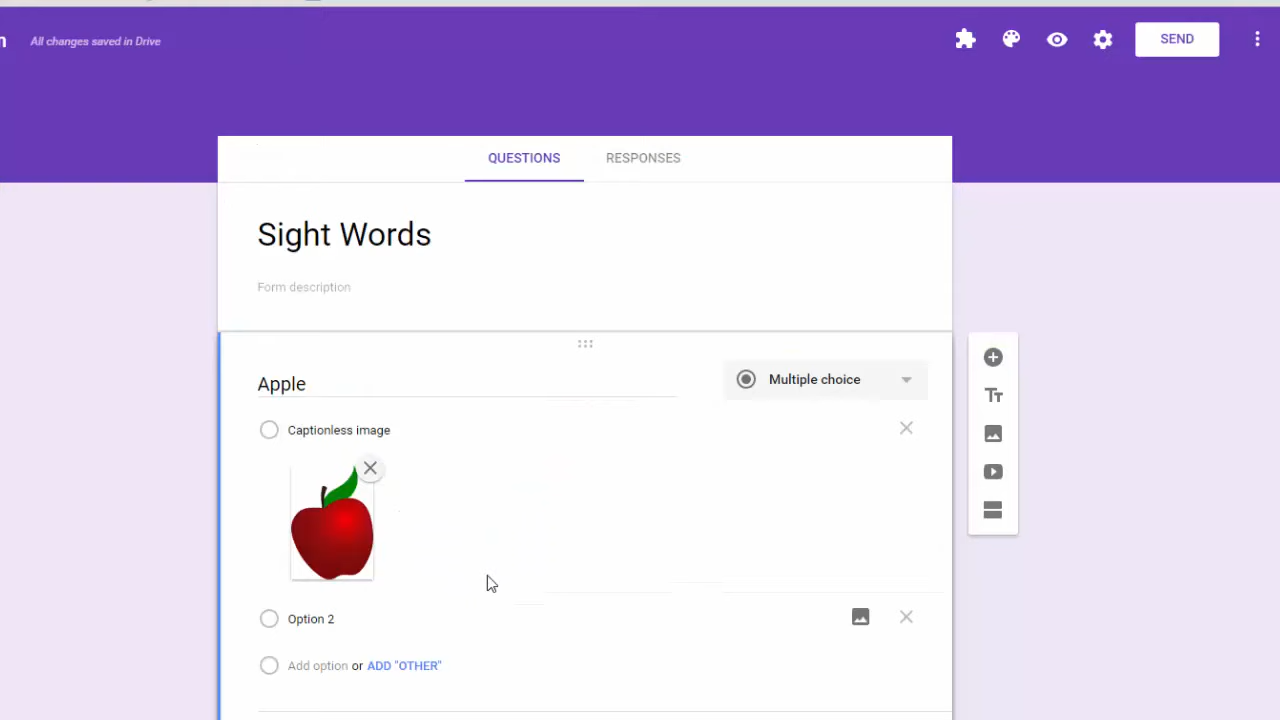 All changes saved in Drive
SEND
QUESTIONS
RESPONSES
Sight Words
Form description
Apple
Multiple choice
Captionless image
Option 2
Add option or ADD "OTHER"
Tт